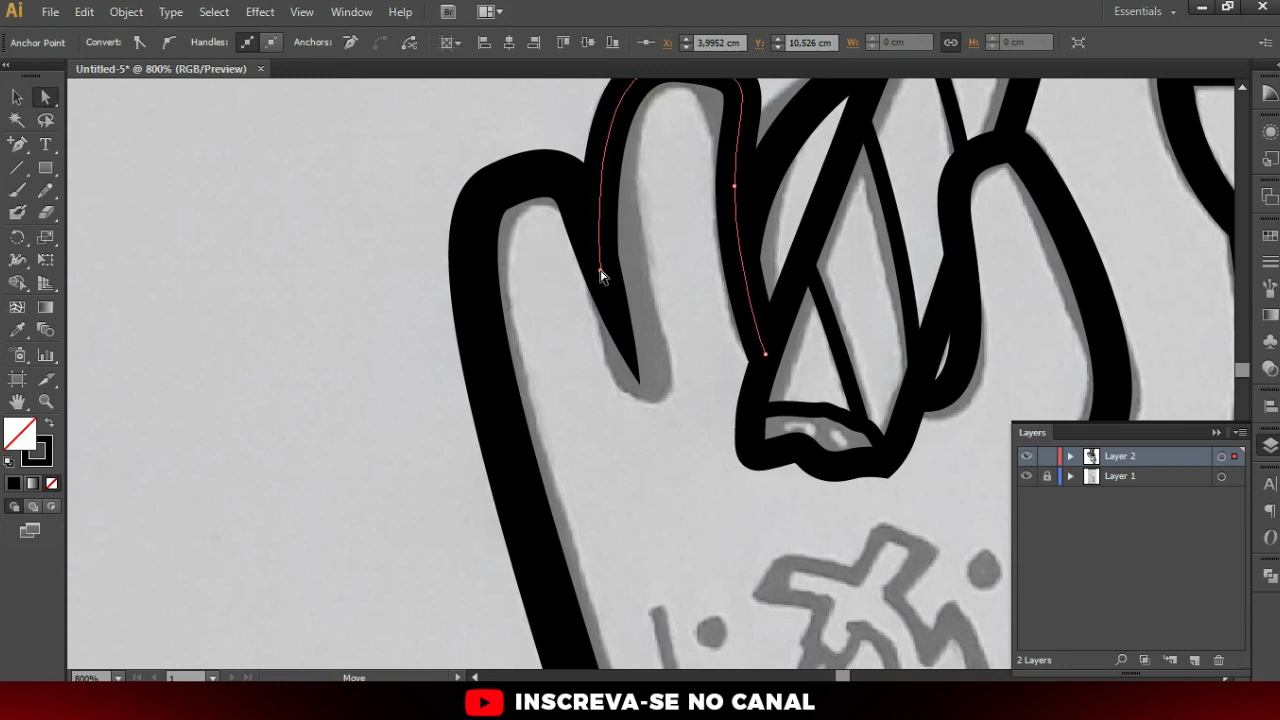 Ai File Edit Object Type Select Effect View Window Help Br Essentials
Anchor Point Convert: Handles: Anchors: X: 3,9952 cm Y: 10,526 cm W: 0 cm H: 0 cm
Untitled-5* @ 800% (RGB/Preview) ×
Layers
Layer 2
Layer 1
2 Layers
800% 1 Move
INSCREVA-SE NO CANAL